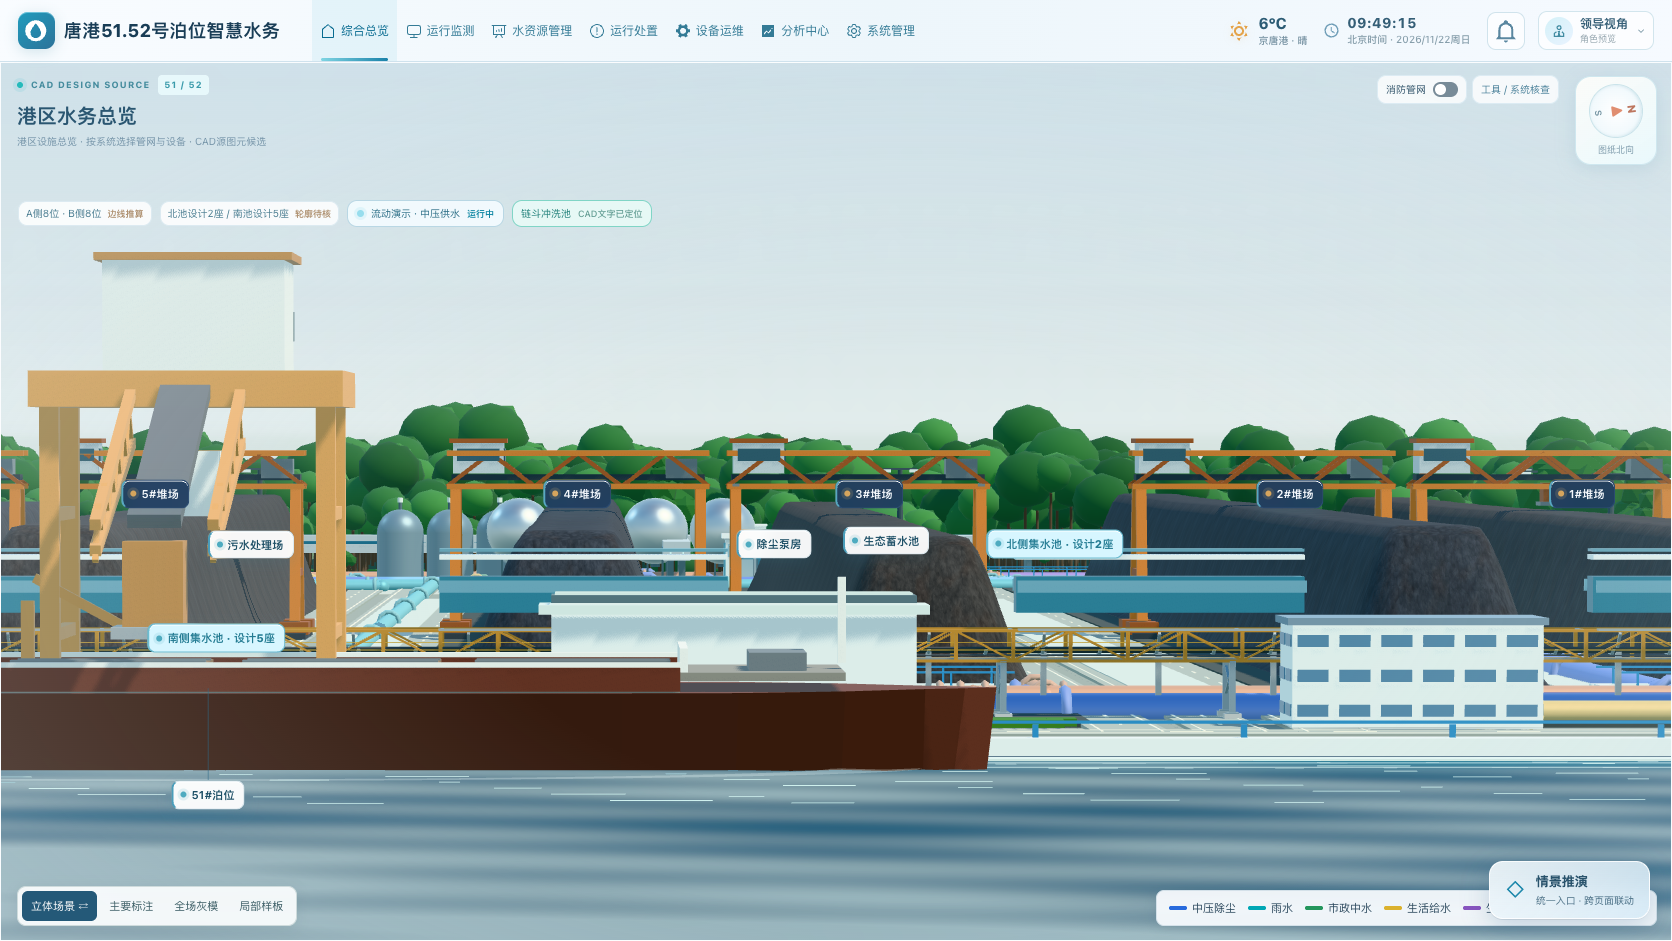 唐港51.52号泊位智慧水务
综合总览
运行监测
水资源管理
运行处置
设备运维
分析中心
系统管理
6°C
京唐港 · 晴
09:49:15
北京时间 · 2026/11/22周日
领导视角
角色预览
CAD DESIGN SOURCE 51 / 52
港区水务总览
港区设施总览 · 按系统选择管网与设备 · CAD源图元候选
消防管网
工具 / 系统核查
S N
图纸北向
A侧8位 · B侧8位 边线推算
北池设计2座 / 南池设计5座 轮廓待核
流动演示 · 中压供水 运行中
链斗冲洗池 CAD文字已定位
5#堆场
4#堆场
3#堆场
2#堆场
1#堆场
污水处理场
除尘泵房
生态蓄水池
北侧集水池 · 设计2座
南侧集水池 · 设计5座
51#泊位
立体场景
主要标注
全场灰模
局部样板
中压除尘
雨水
市政中水
生活给水
情景推演
统一入口 · 跨页面联动